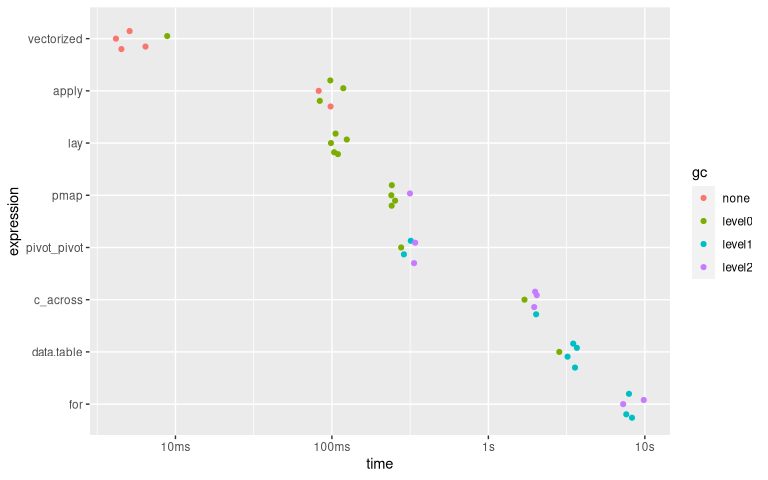 vectorized
apply
lay
pmap
pivot_pivot
c_across
data.table
for
expression
10ms
100ms
1s
10s
time
gc
none
level0
level1
level2